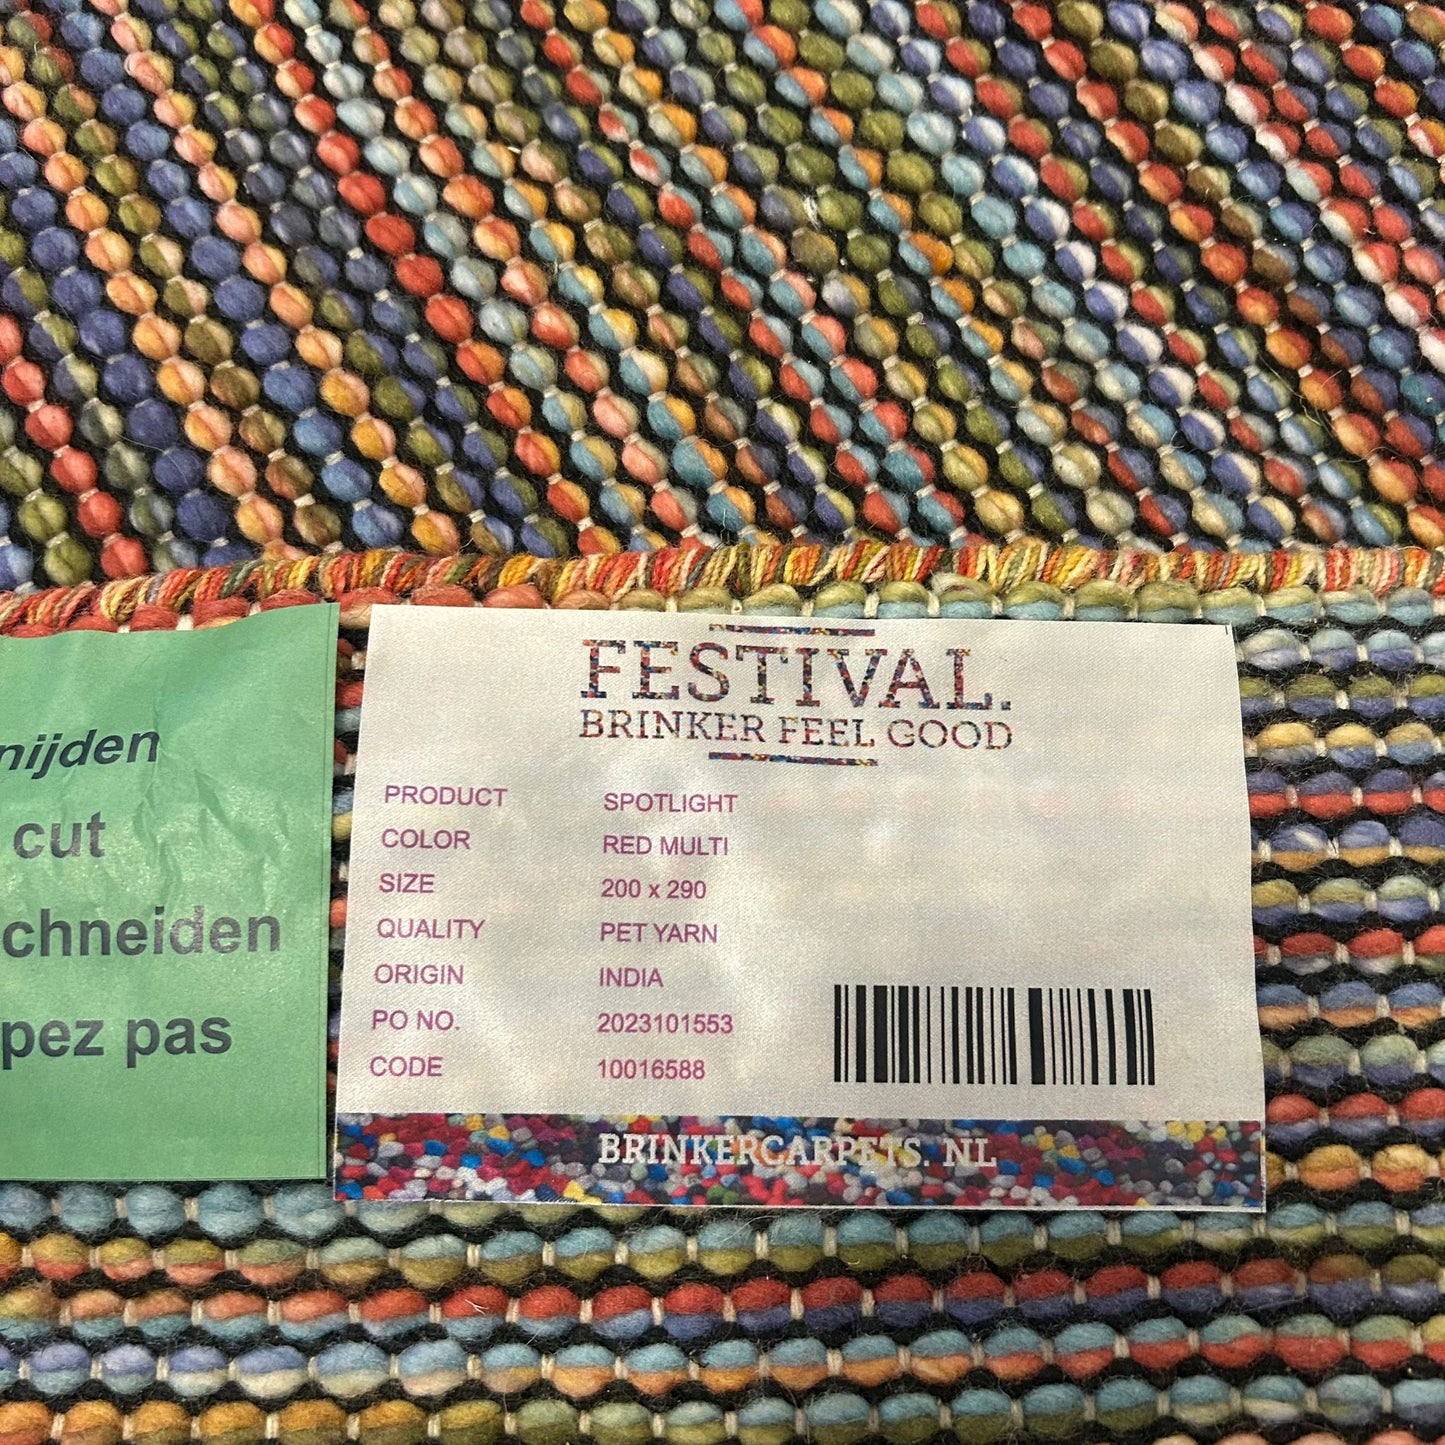 nijden
cut
chneiden
pez pas
FESTIVAL.
BRINKER FEEL GOOD
PRODUCT SPOTLIGHT
COLOR RED MULTI
SIZE 200 x 290
QUALITY PET YARN
ORIGIN INDIA
PO NO. 2023101553
CODE 10016588
BRINKERCARPETS. NL